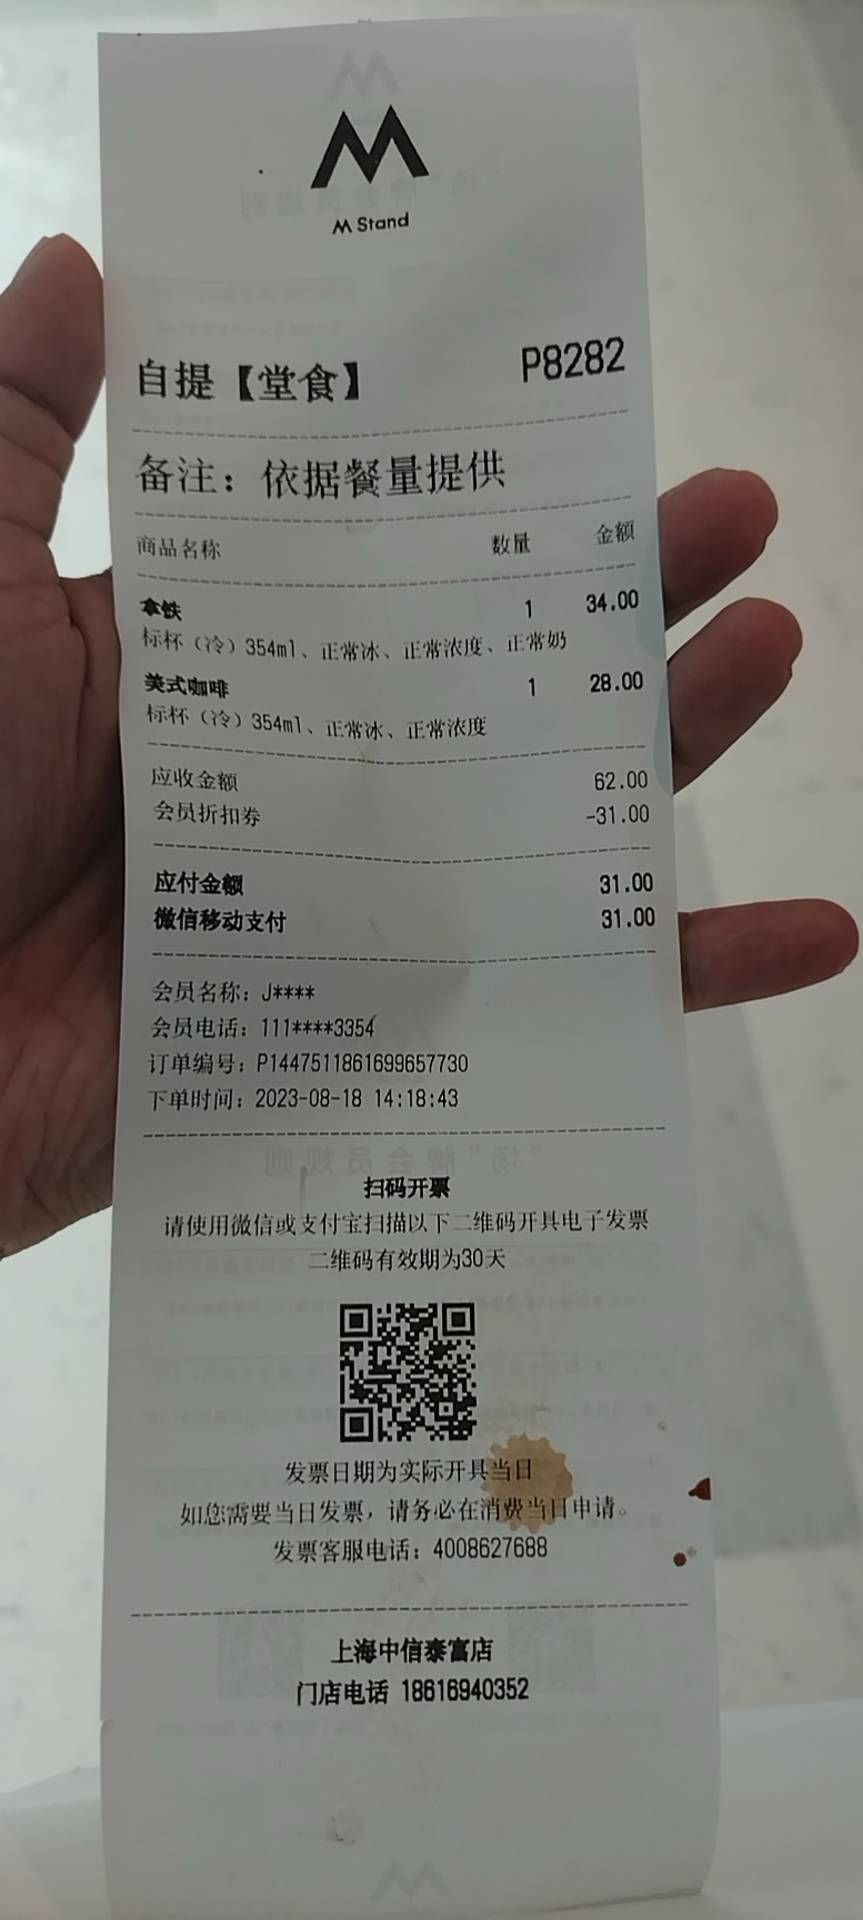 M Stand
自提【堂食】 P8282
备注：依据餐量提供
商品名称 数量 金额
拿铁 1 34.00
标杯（冷）354ml、正常冰、正常浓度、正常奶
美式咖啡 1 28.00
标杯（冷）354ml、正常冰、正常浓度
应收金额 62.00
会员折扣券 -31.00
应付金额 31.00
微信移动支付 31.00
会员名称：J****
会员电话：111****3354
订单编号：P1447511861699657730
下单时间：2023-08-18 14:18:43
"场"牌会员规则
扫码开票
请使用微信或支付宝扫描以下二维码开具电子发票
二维码有效期为30天
发票日期为实际开具当日
如您需要当日发票，请务必在消费当日申请。
发票客服电话：4008627688
上海中信泰富店
门店电话 18616940352